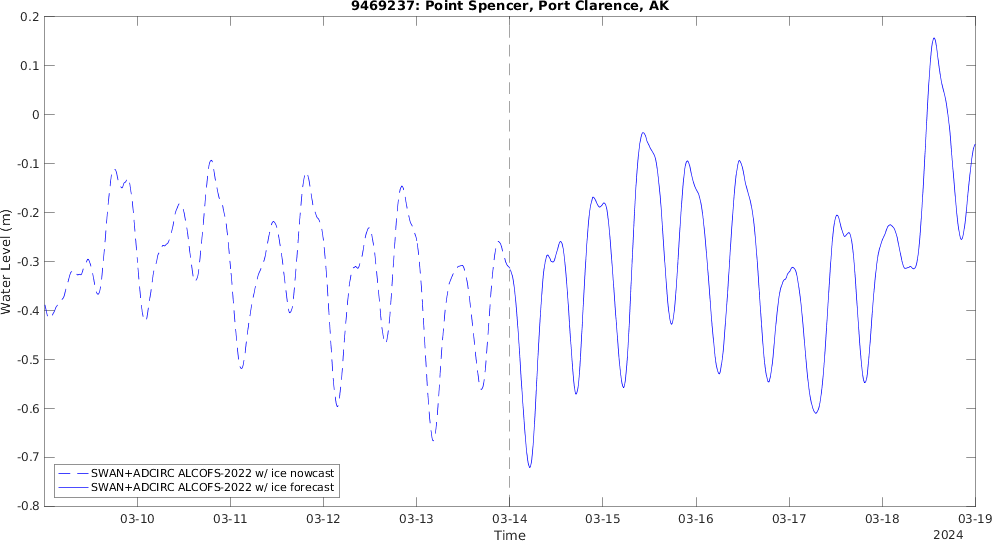 9469237: Point Spencer, Port Clarence, AK
0.2
0.1
0
-0.1
-0.2
-0.3
-0.4
-0.5
-0.6
-0.7
-0.8
Water Level (m)
SWAN+ADCIRC ALCOFS-2022 w/ ice nowcast
SWAN+ADCIRC ALCOFS-2022 w/ ice forecast
03-10 03-11 03-12 03-13 03-14 03-15 03-16 03-17 03-18 03-19
Time
2024